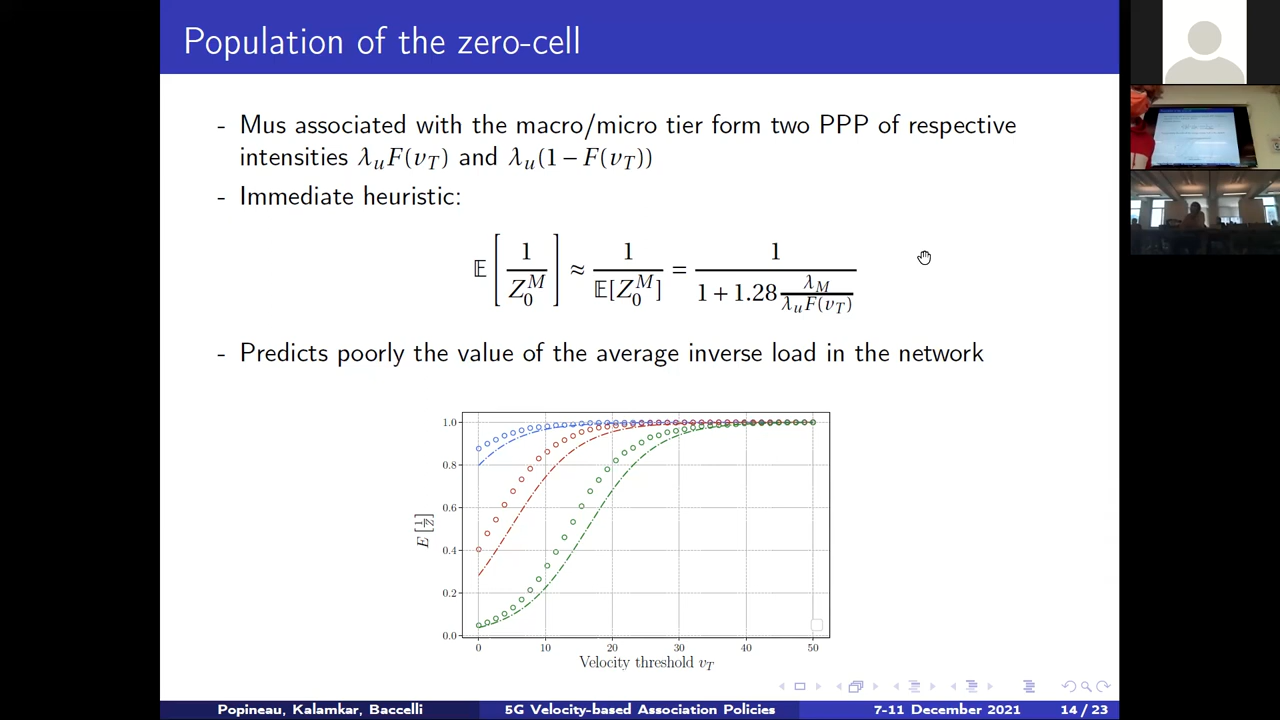 Population of the zero-cell
- Mus associated with the macro/micro tier form two PPP of respective
intensities λ_u F(v_T) and λ_u(1 − F(v_T))
- Immediate heuristic:
𝔼[1/Z_0^M] ≈ 1/𝔼[Z_0^M] = 1/(1 + 1.28 λ_M/(λ_u F(v_T)))
- Predicts poorly the value of the average inverse load in the network
1.0
0.8
0.6
0.4
0.2
0.0
E [1/Z]
0 10 20 30 40 50
Velocity threshold v_T
Popineau, Kalamkar, Baccelli 5G Velocity-based Association Policies 7-11 December 2021 14 / 23